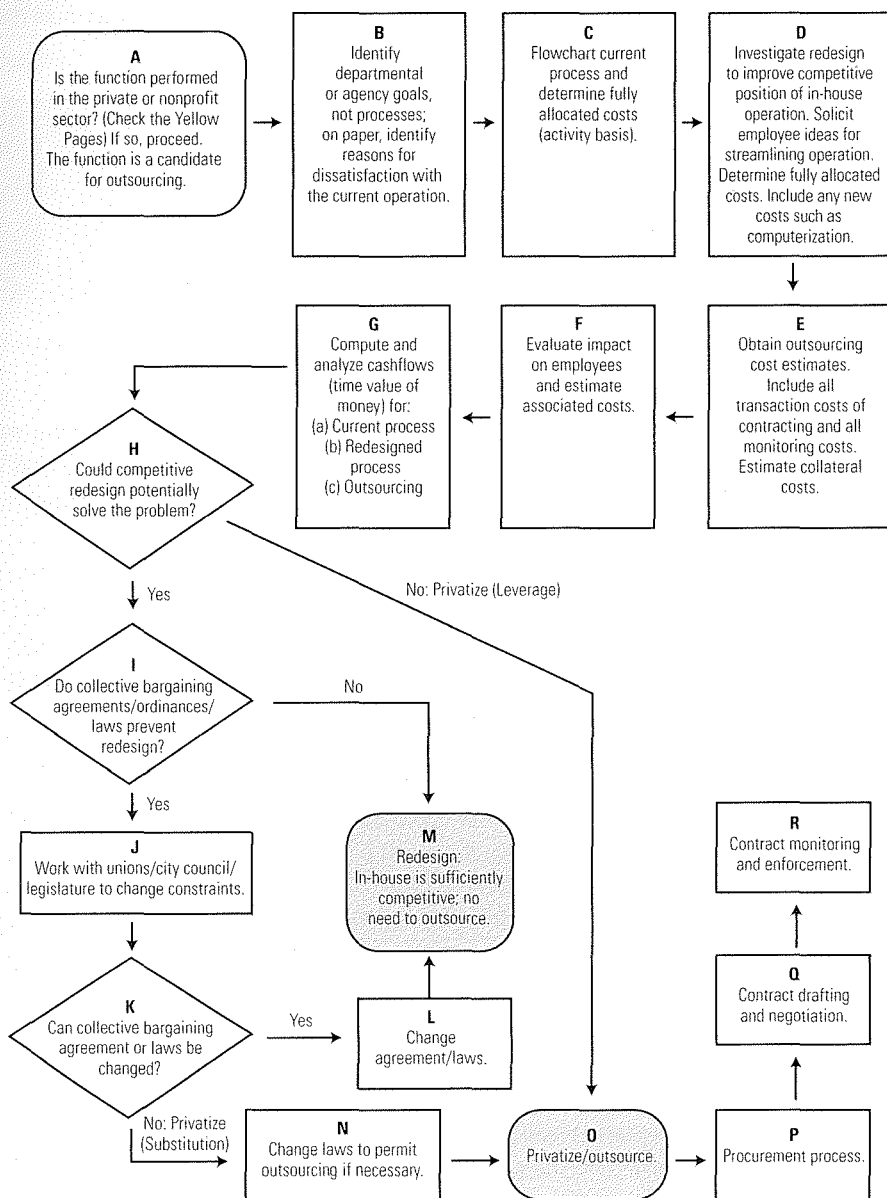 A
Is the function performed
in the private or nonprofit
sector? (Check the Yellow
Pages) If so, proceed.
The function is a candidate
for outsourcing.
B
Identify
departmental
or agency goals,
not processes;
on paper, identify
reasons for
dissatisfaction with
the current operation.
C
Flowchart current
process and
determine fully
allocated costs
(activity basis).
D
Investigate redesign
to improve competitive
position of in-house
operation. Solicit
employee ideas for
streamlining operation.
Determine fully allocated
costs. Include any new
costs such as
computerization.
E
Obtain outsourcing
cost estimates.
Include all
transaction costs of
contracting and all
monitoring costs.
Estimate collateral
costs.
F
Evaluate impact
on employees
and estimate
associated costs.
G
Compute and
analyze cashflows
(time value of
money) for:
(a) Current process
(b) Redesigned
process
(c) Outsourcing
H
Could competitive
redesign potentially
solve the problem?
No: Privatize (Leverage)
Yes
I
Do collective bargaining
agreements/ordinances/
laws prevent
redesign?
No
Yes
J
Work with unions/city council/
legislature to change constraints.
K
Can collective bargaining
agreement or laws be
changed?
Yes
L
Change
agreement/laws.
M
Redesign:
In-house is sufficiently
competitive; no
need to outsource.
No: Privatize
(Substitution)
N
Change laws to permit
outsourcing if necessary.
O
Privatize/outsource.
P
Procurement process.
Q
Contract drafting
and negotiation.
R
Contract monitoring
and enforcement.